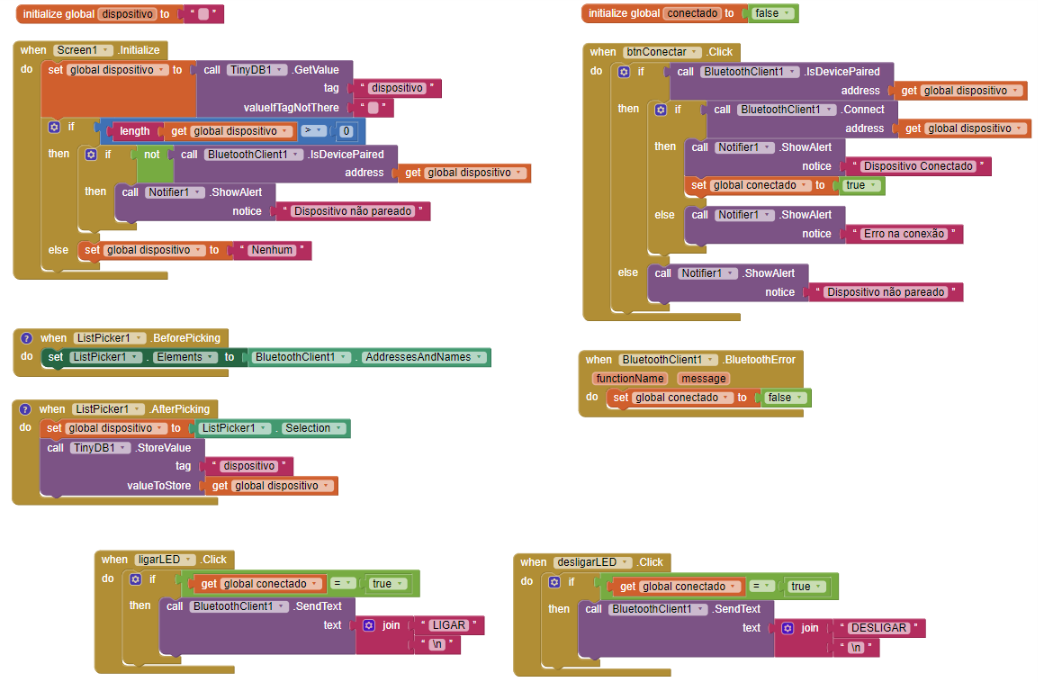 initialize global dispositivo to " "
when Screen1 .Initialize
do set global dispositivo to call TinyDB1 .GetValue
tag " dispositivo "
valueIfTagNotThere " "
if length get global dispositivo > 0
then if not call BluetoothClient1 .IsDevicePaired
address get global dispositivo
then call Notifier1 .ShowAlert
notice " Dispositivo não pareado "
else set global dispositivo to " Nenhum "
? when ListPicker1 .BeforePicking
do set ListPicker1 . Elements to BluetoothClient1 . AddressesAndNames
? when ListPicker1 .AfterPicking
do set global dispositivo to ListPicker1 . Selection
call TinyDB1 .StoreValue
tag " dispositivo "
valueToStore get global dispositivo
initialize global conectado to false
when btnConectar .Click
do if call BluetoothClient1 .IsDevicePaired
address get global dispositivo
then if call BluetoothClient1 .Connect
address get global dispositivo
then call Notifier1 .ShowAlert
notice " Dispositivo Conectado "
set global conectado to true
else call Notifier1 .ShowAlert
notice " Erro na conexão "
else call Notifier1 .ShowAlert
notice " Dispositivo não pareado "
when BluetoothClient1 .BluetoothError
functionName message
do set global conectado to false
when ligarLED .Click
do if get global conectado = true
then call BluetoothClient1 .SendText
text join " LIGAR "
" \n "
when desligarLED .Click
do if get global conectado = true
then call BluetoothClient1 .SendText
text join " DESLIGAR "
" \n "